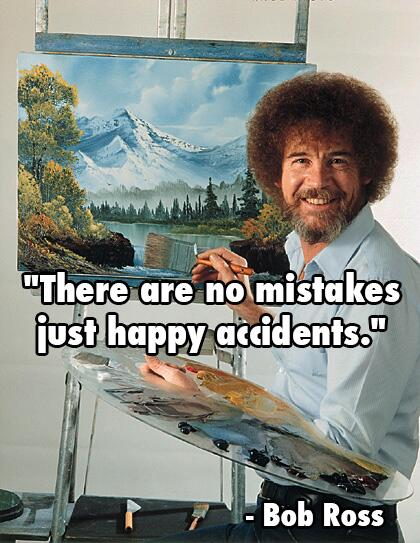 "There are no mistakes
just happy accidents."
- Bob Ross